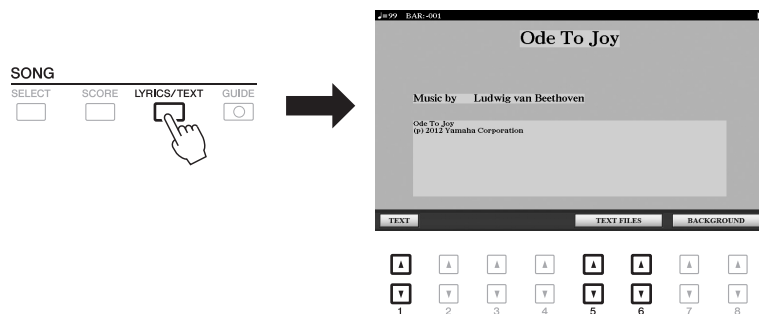 SONG
SELECT SCORE LYRICS/TEXT GUIDE
♩=99 BAR:-001
Ode To Joy
Music by Ludwig van Beethoven
Ode To Joy
(p) 2012 Yamaha Corporation
TEXT TEXT FILES BACKGROUND
1 2 3 4 5 6 7 8